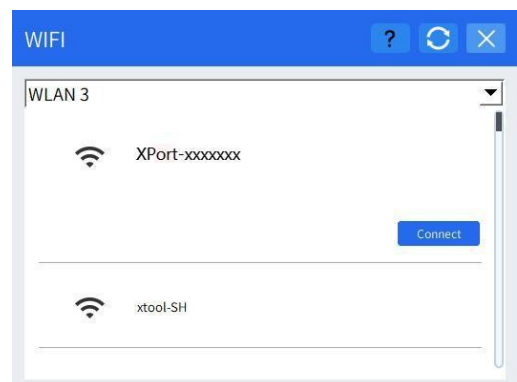 WIFI ?
WLAN 3
XPort-xxxxxxx
Connect
xtool-SH